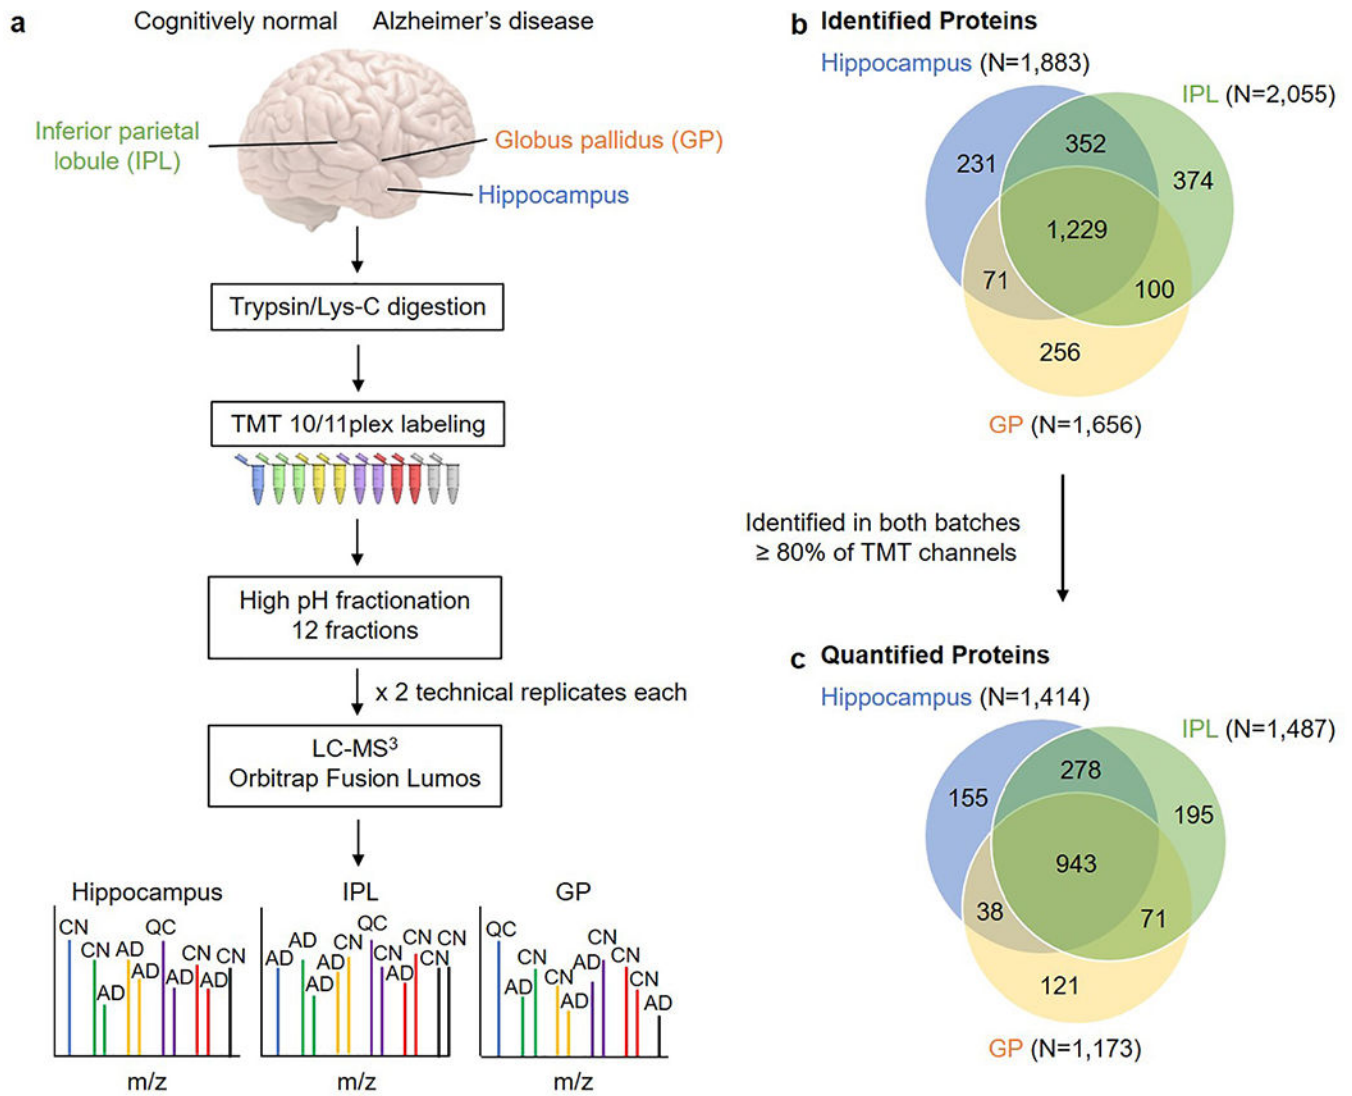 a
Cognitively normal
Alzheimer’s disease
Inferior parietal
lobule (IPL)
Globus pallidus (GP)
Hippocampus
Trypsin/Lys-C digestion
TMT 10/11plex labeling
High pH fractionation
12 fractions
x 2 technical replicates each
LC-MS³
Orbitrap Fusion Lumos
Hippocampus
CN
CN
AD
AD
AD
QC
AD
CN
AD
CN
m/z
IPL
AD
AD
AD
AD
CN
QC
CN
AD
CN
CN
CN
m/z
GP
QC
AD
CN
CN
AD
AD
CN
CN
CN
AD
m/z
b
Identified Proteins
Hippocampus (N=1,883)
IPL (N=2,055)
231
352
374
1,229
71
100
256
GP (N=1,656)
Identified in both batches
≥ 80% of TMT channels
c
Quantified Proteins
Hippocampus (N=1,414)
IPL (N=1,487)
155
278
195
943
38
71
121
GP (N=1,173)